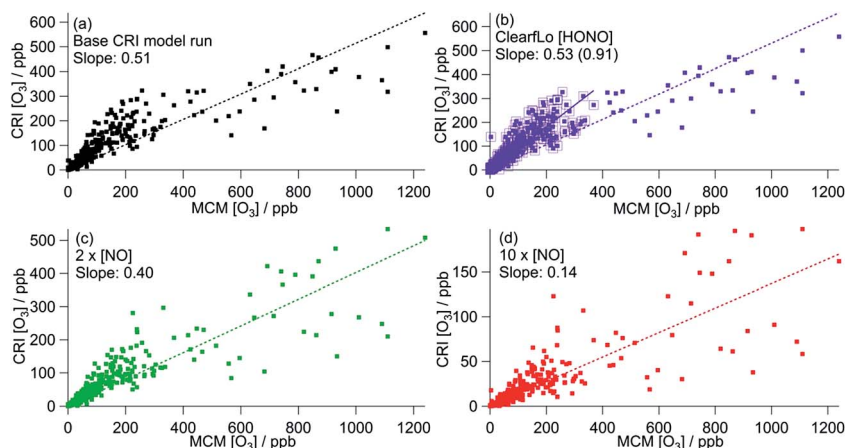 (a)
Base CRI model run
Slope: 0.51
CRI [O3] / ppb
600
500
400
300
200
100
0
0 200 400 600 800 1000 1200
MCM [O3] / ppb
(b)
ClearfLo [HONO]
Slope: 0.53 (0.91)
CRI [O3] / ppb
600
500
400
300
200
100
0
0 200 400 600 800 1000 1200
MCM [O3] / ppb
(c)
2 x [NO]
Slope: 0.40
CRI [O3] / ppb
500
400
300
200
100
0
0 200 400 600 800 1000 1200
MCM [O3] / ppb
(d)
10 x [NO]
Slope: 0.14
CRI [O3] / ppb
150
100
50
0
0 200 400 600 800 1000 1200
MCM [O3] / ppb